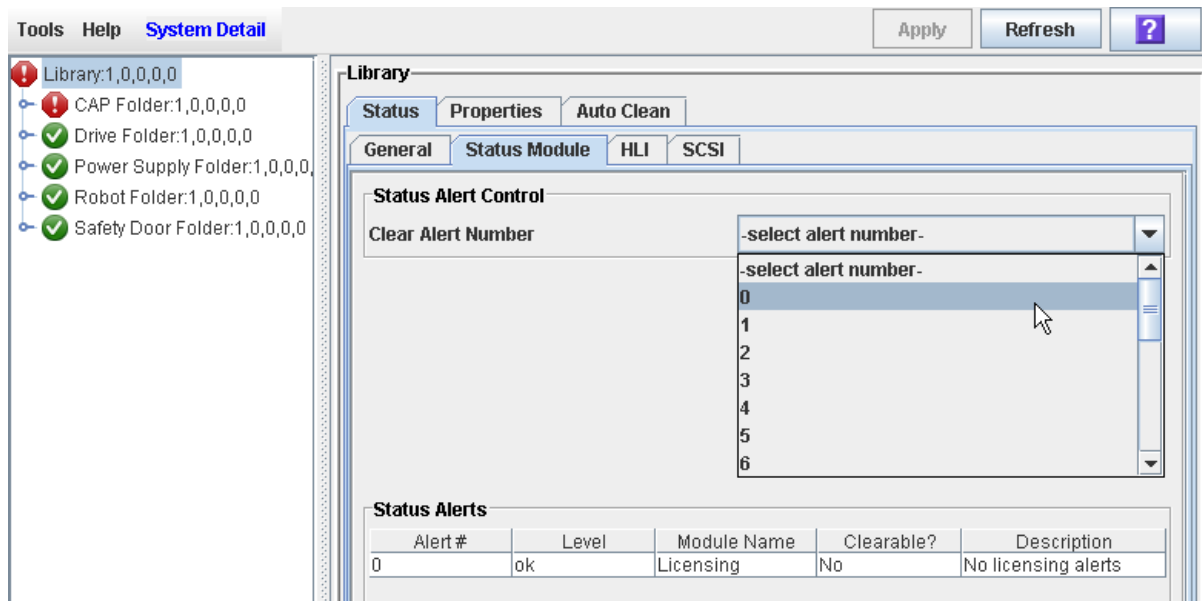 Tools Help System Detail Apply Refresh ?
Library:1,0,0,0,0
CAP Folder:1,0,0,0,0
Drive Folder:1,0,0,0,0
Power Supply Folder:1,0,0,0,
Robot Folder:1,0,0,0,0
Safety Door Folder:1,0,0,0,0
Library
Status Properties Auto Clean
General Status Module HLI SCSI
Status Alert Control
Clear Alert Number -select alert number-
-select alert number-
0
1
2
3
4
5
6
Status Alerts
Alert # Level Module Name Clearable? Description
0 ok Licensing No No licensing alerts